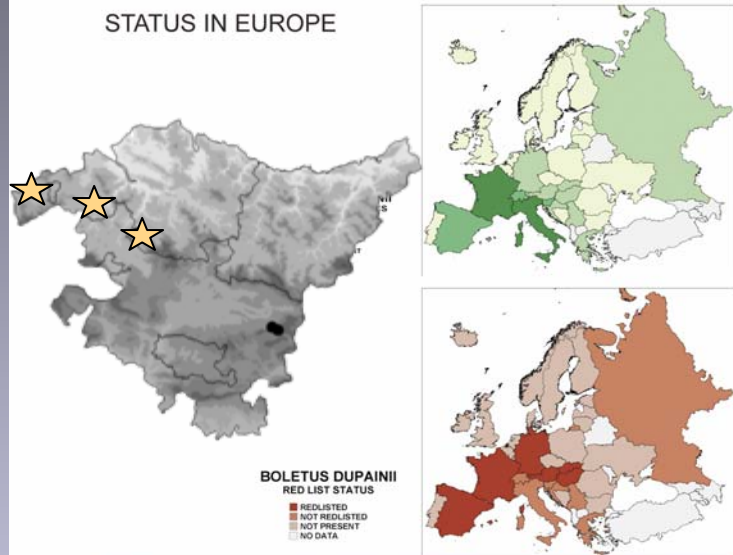 STATUS IN EUROPE
BOLETUS DUPAINII
RED LIST STATUS
REDLISTED
NOT REDLISTED
NOT PRESENT
NO DATA